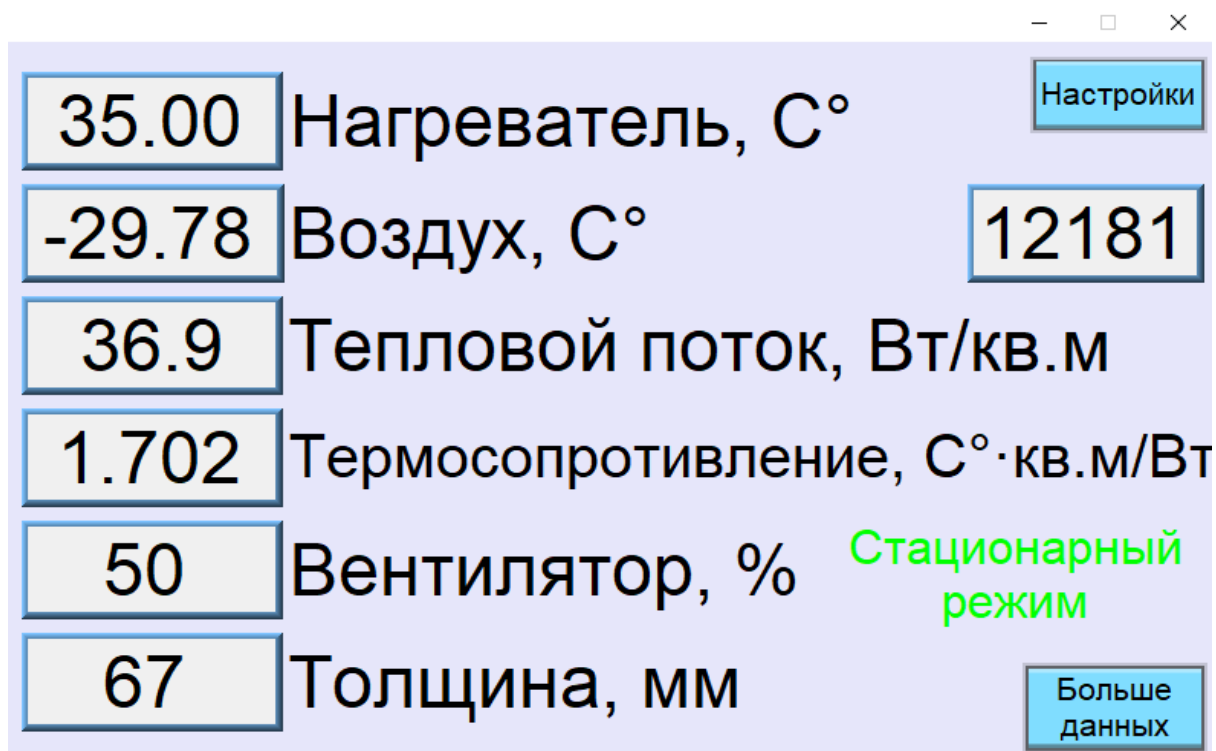 Настройки
35.00 Нагреватель, С°
-29.78 Воздух, С° 12181
36.9 Тепловой поток, Вт/кв.м
1.702 Термосопротивление, С°·кв.м/Вт
50 Вентилятор, % Стационарный
режим
67 Толщина, мм
Больше
данных